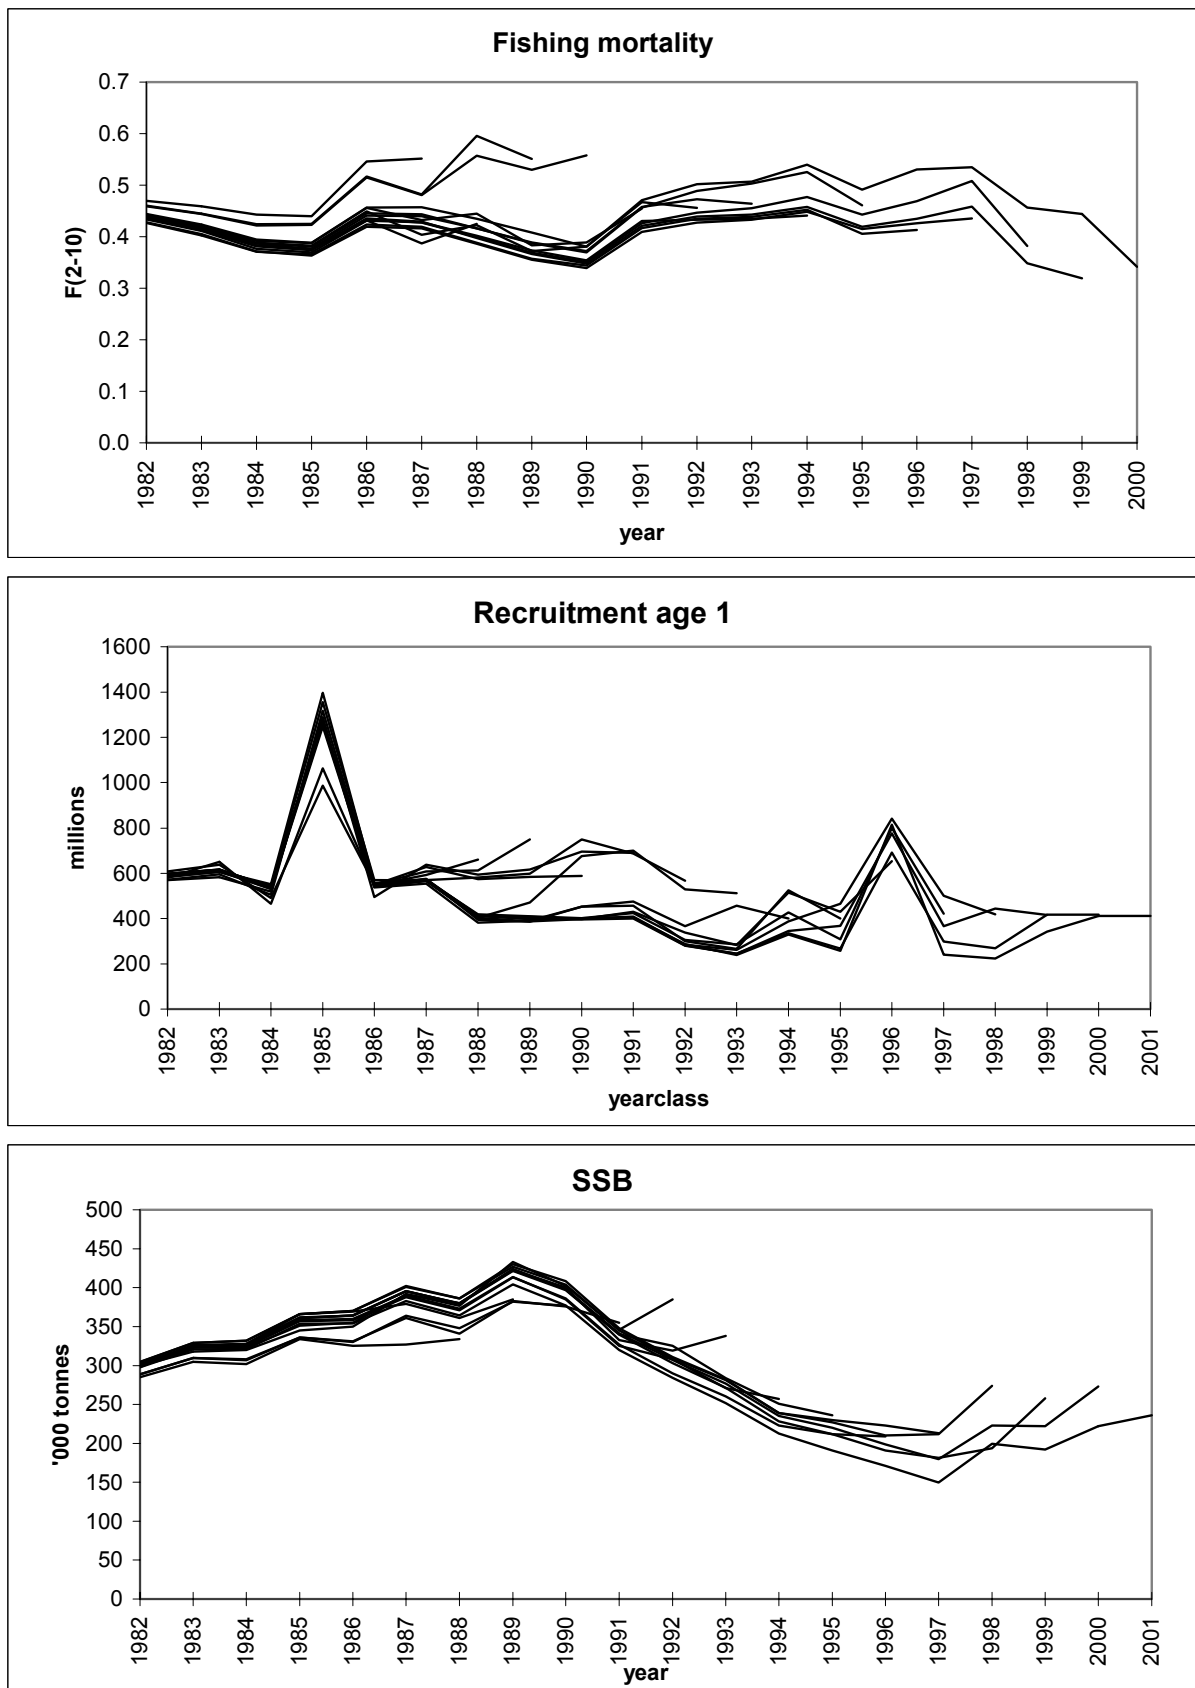 Fishing mortality
0.7
0.6
0.5
0.4
0.3
0.2
0.1
0.0
F(2-10)
1982 1983 1984 1985 1986 1987 1988 1989 1990 1991 1992 1993 1994 1995 1996 1997 1998 1999 2000
year
Recruitment age 1
1600
1400
1200
1000
800
600
400
200
0
millions
1982 1983 1984 1985 1986 1987 1988 1989 1990 1991 1992 1993 1994 1995 1996 1997 1998 1999 2000 2001
yearclass
SSB
500
450
400
350
300
250
200
150
100
50
0
'000 tonnes
1982 1983 1984 1985 1986 1987 1988 1989 1990 1991 1992 1993 1994 1995 1996 1997 1998 1999 2000 2001
year